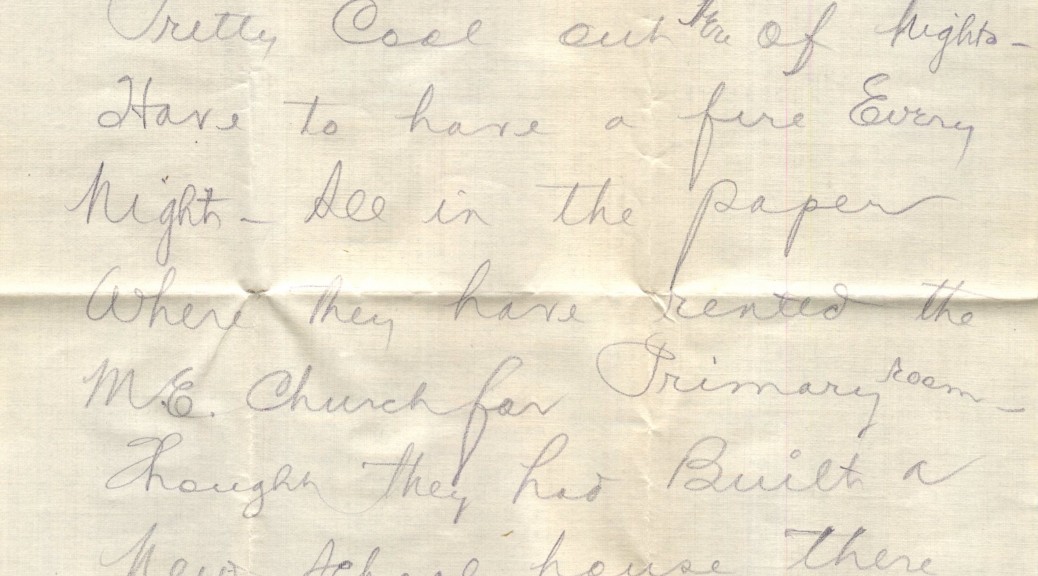 Pretty Cool out here of Nights -
Have to have a fire Every
Night - See in the paper
Where they have rented the
M.E. Church for Primary room -
Thought they had Built a
New School house there